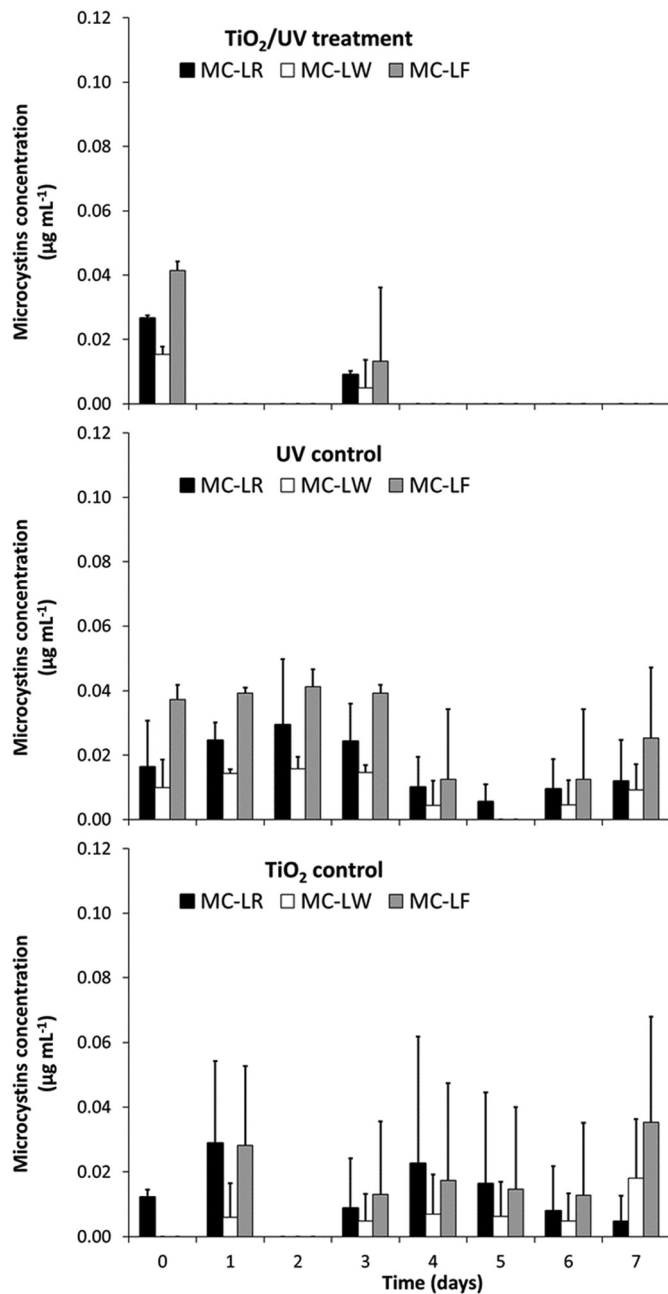 TiO₂/UV treatment
MC-LR MC-LW MC-LF
Microcystins concentration
(µg mL⁻¹)
0.12
0.10
0.08
0.06
0.04
0.02
0.00
UV control
MC-LR MC-LW MC-LF
Microcystins concentration
(µg mL⁻¹)
0.12
0.10
0.08
0.06
0.04
0.02
0.00
TiO₂ control
MC-LR MC-LW MC-LF
Microcystins concentration
(µg mL⁻¹)
0.12
0.10
0.08
0.06
0.04
0.02
0.00
0 1 2 3 4 5 6 7
Time (days)